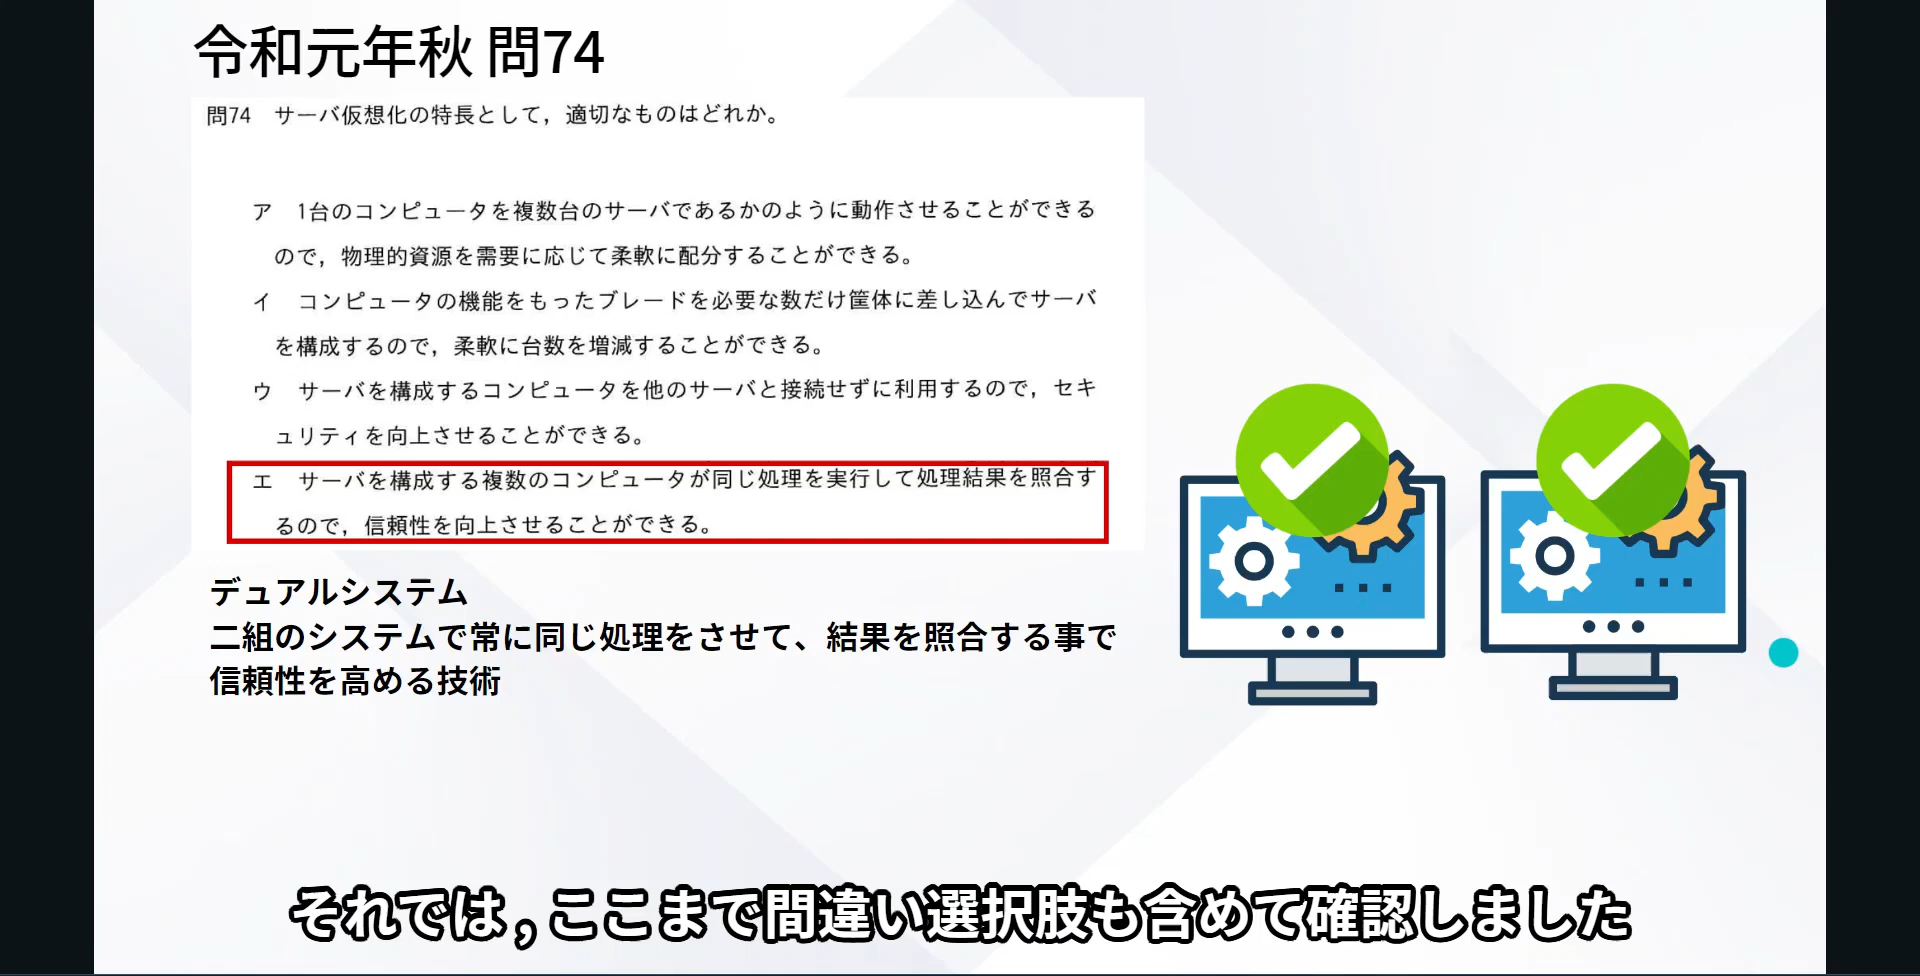 令和元年秋 問74
問74 サーバ仮想化の特長として，適切なものはどれか。
ア 1台のコンピュータを複数台のサーバであるかのように動作させることができる
ので，物理的資源を需要に応じて柔軟に配分することができる。
イ コンピュータの機能をもったブレードを必要な数だけ筐体に差し込んでサーバ
を構成するので，柔軟に台数を増減することができる。
ウ サーバを構成するコンピュータを他のサーバと接続せずに利用するので，セキ
ュリティを向上させることができる。
エ サーバを構成する複数のコンピュータが同じ処理を実行して処理結果を照合す
るので，信頼性を向上させることができる。
デュアルシステム
二組のシステムで常に同じ処理をさせて、結果を照合する事で
信頼性を高める技術
それでは,ここまで間違い選択肢も含めて確認しました